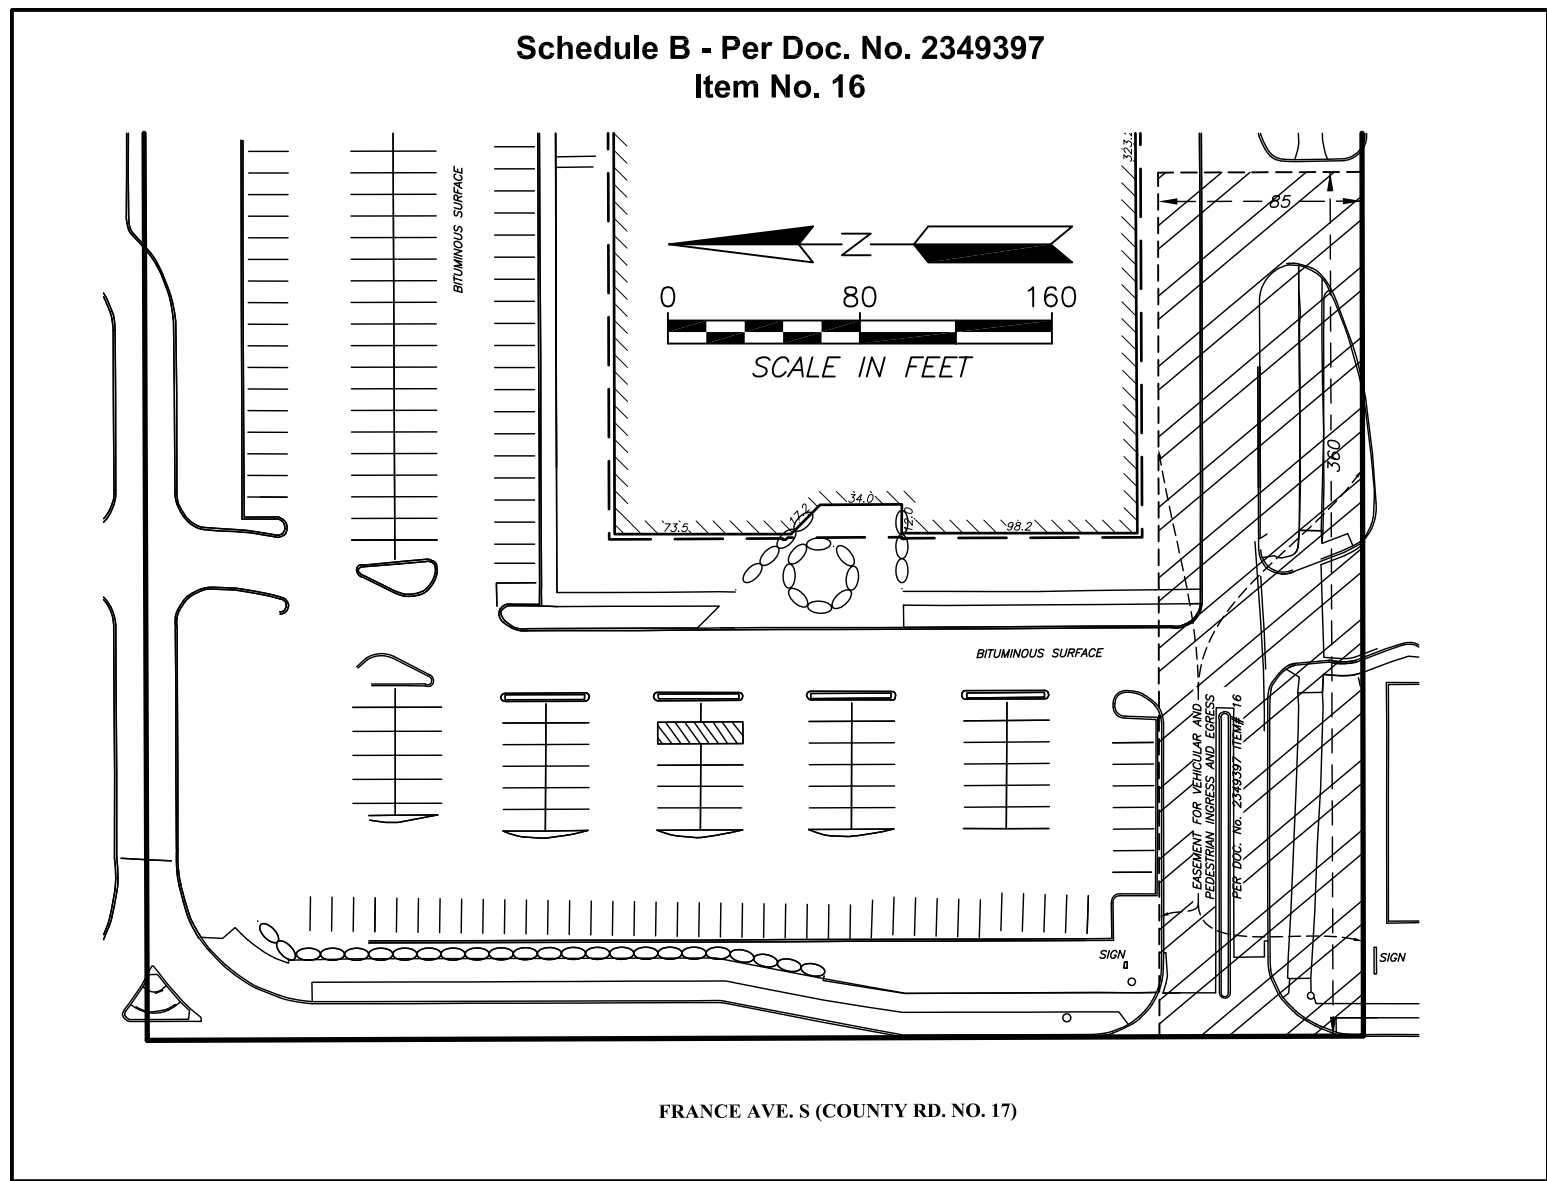 Schedule B - Per Doc. No. 2349397
Item No. 16
BITUMINOUS SURFACE
323.2
85
Z
0 80 160
SCALE IN FEET
360
34.0
17.2
12.0
73.5
98.2
BITUMINOUS SURFACE
EASEMENT FOR VEHICULAR AND
PEDESTRIAN INGRESS AND EGRESS
PER DOC. No. 2349397 ITEM# 16
SIGN
SIGN
FRANCE AVE. S (COUNTY RD. NO. 17)